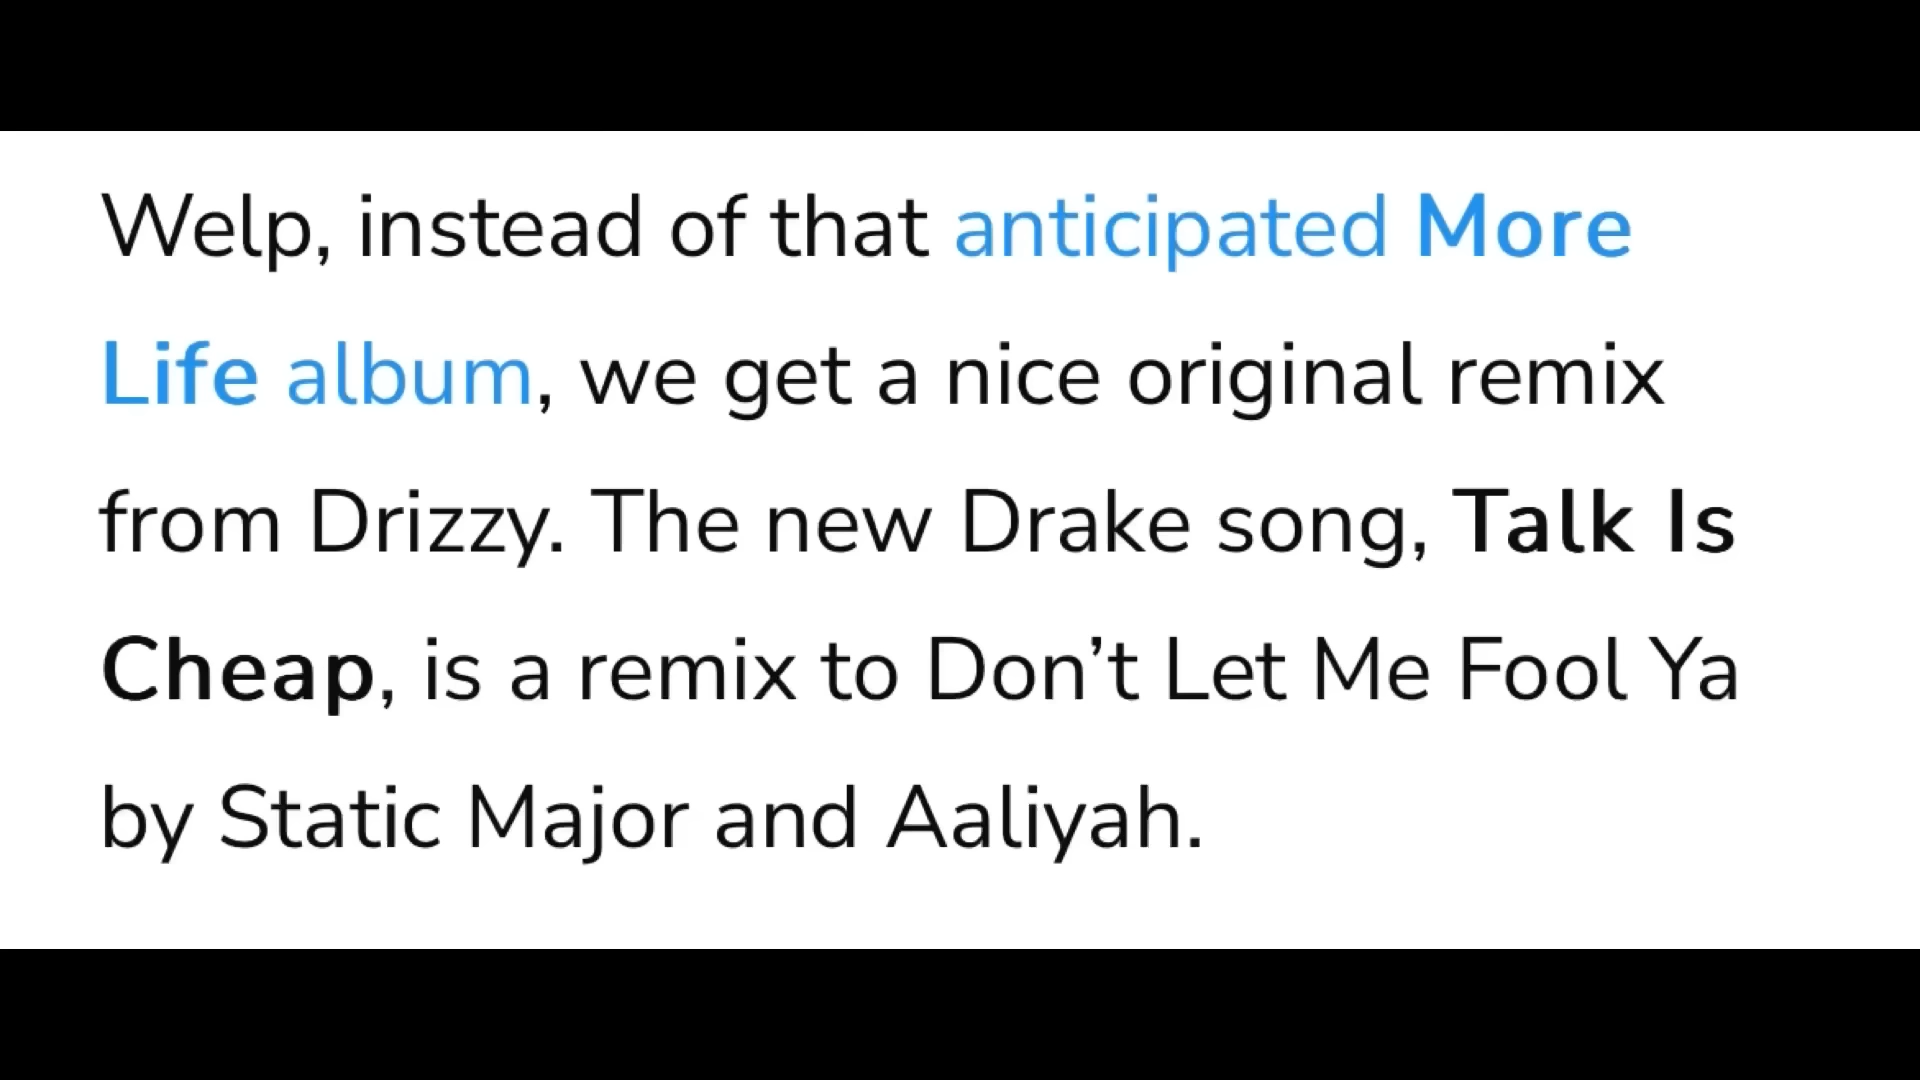 Welp, instead of that anticipated More
Life album, we get a nice original remix
from Drizzy. The new Drake song, Talk Is
Cheap, is a remix to Don’t Let Me Fool Ya
by Static Major and Aaliyah.